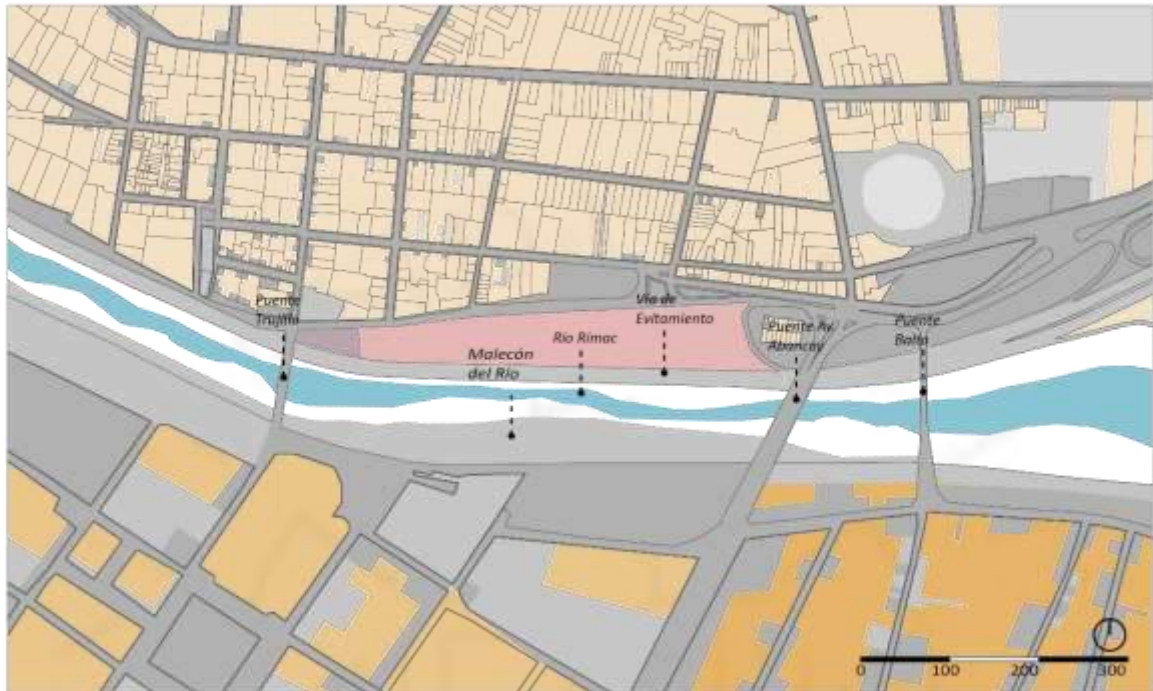 Puente
Trujillo
Malecón
del Río
Río Rímac
Vía de
Evitamiento
Puente Av.
Abancay
Puente
Balta
0 100 200 300